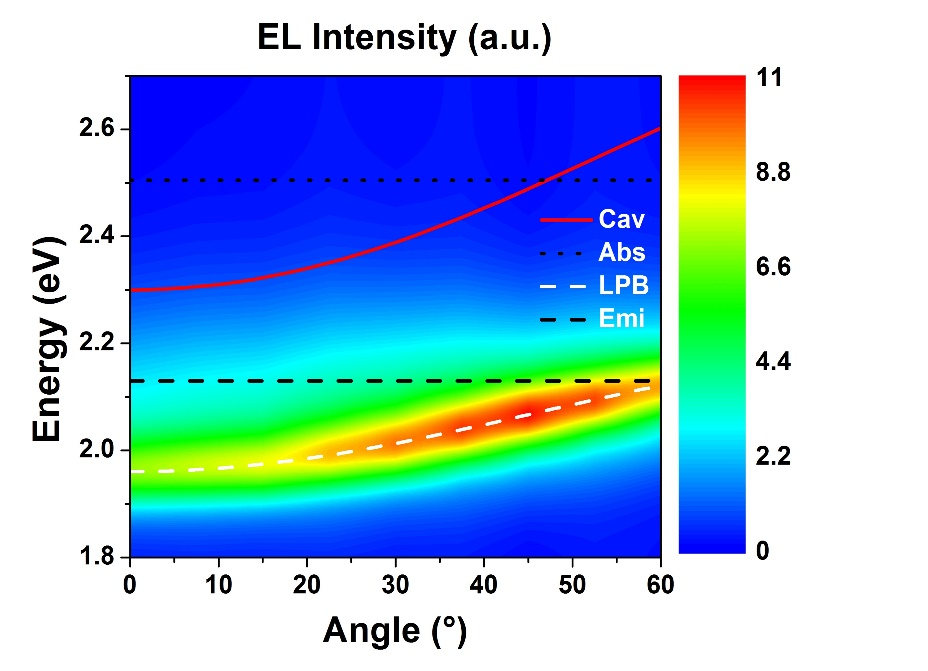 EL Intensity (a.u.)
11
2.6
8.8
Cav
2.4
Abs
6.6
LPB
Emi
2.2
4.4
2.0
2.2
1.8
0
Energy (eV)
0 10 20 30 40 50 60
Angle (°)